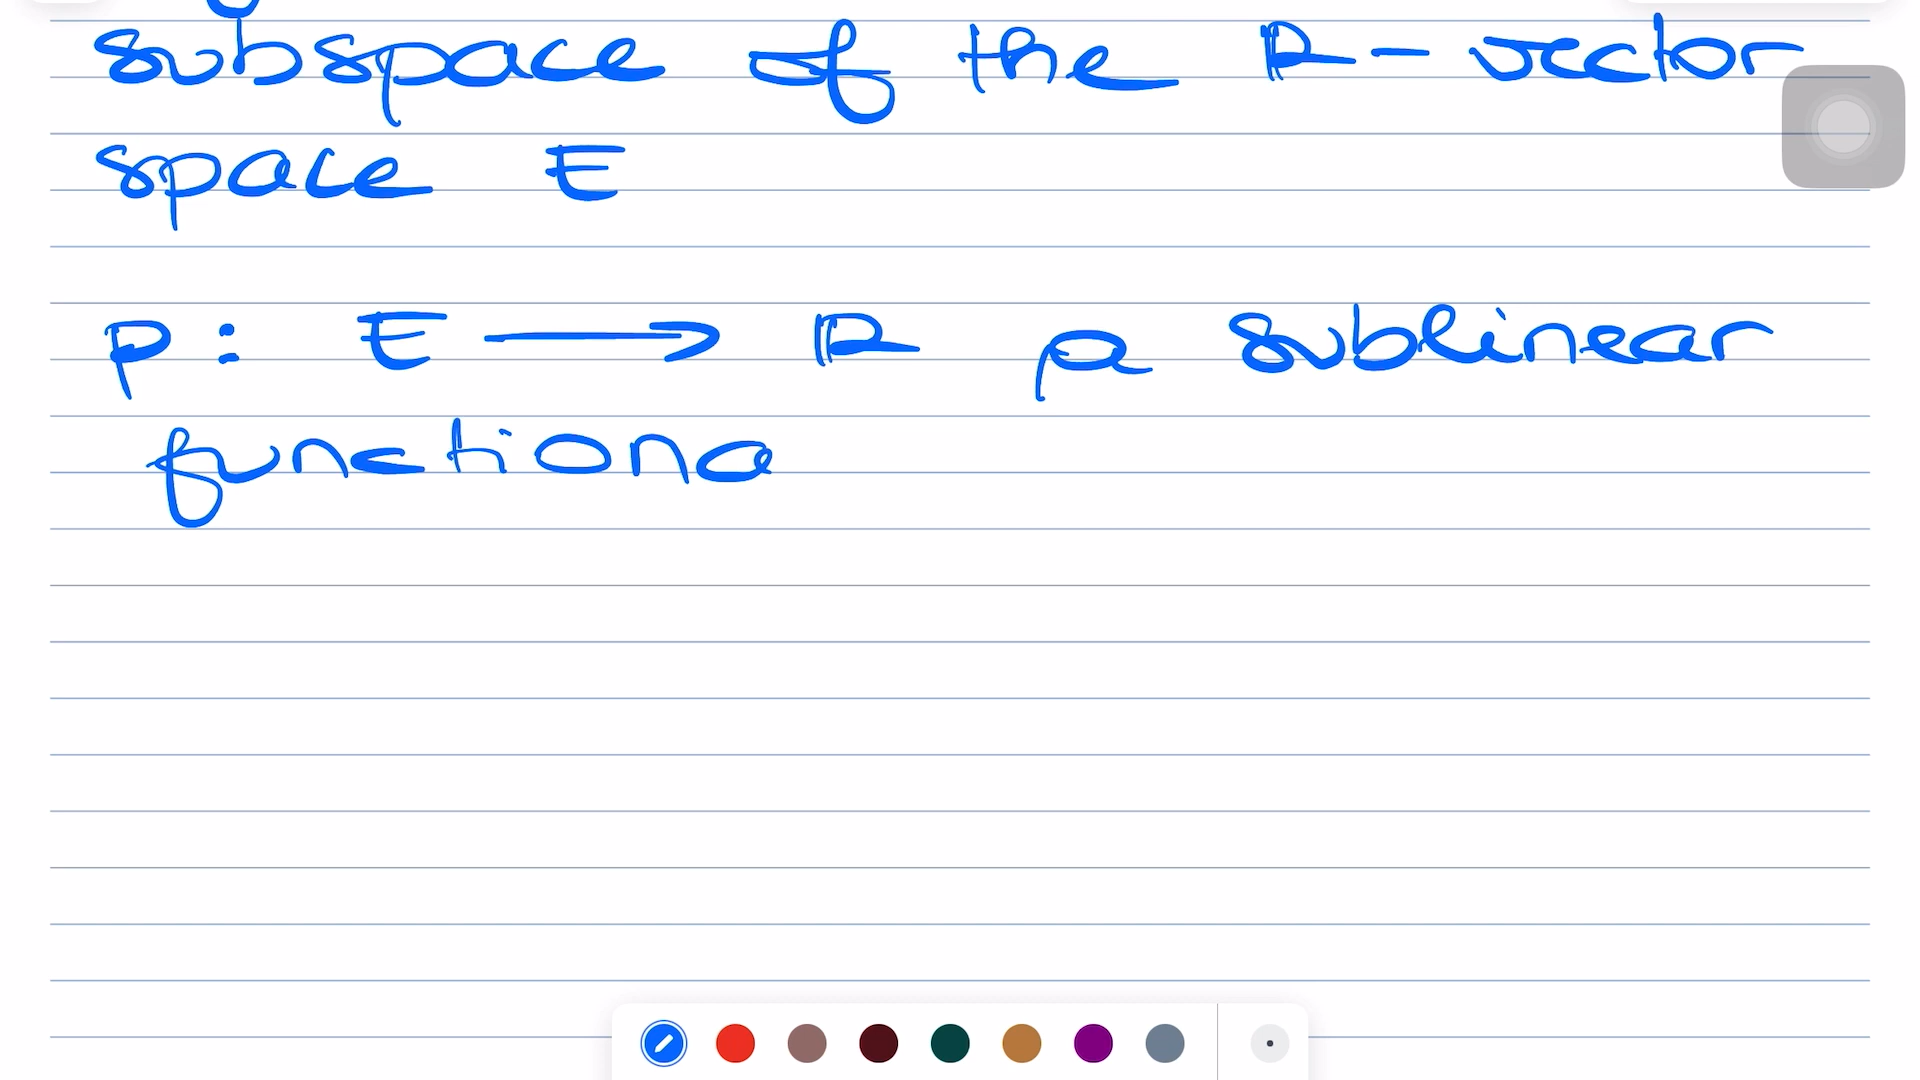 subspace of the ℝ-vector
space E
p: E ⟶ ℝ a sublinear
functiona